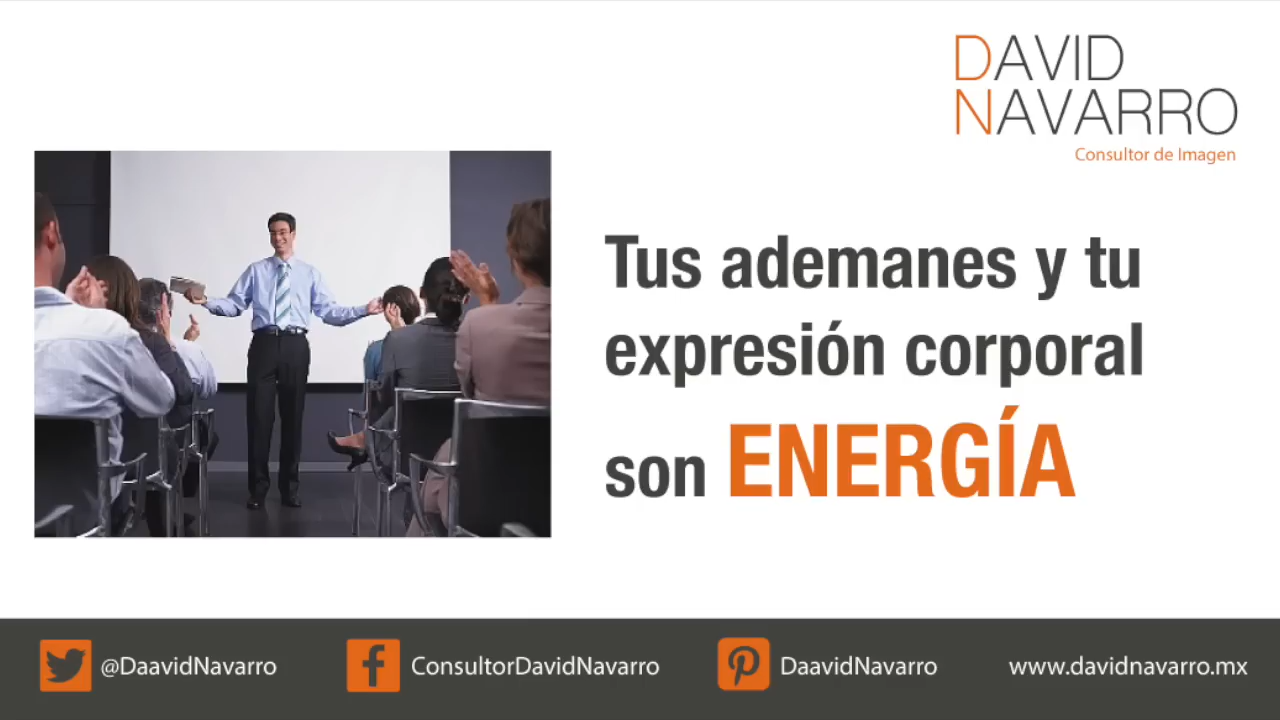 DAVID
NAVARRO
Consultor de Imagen
Tus ademanes y tu
expresión corporal
son ENERGÍA
@DaavidNavarro
ConsultorDavidNavarro
DaavidNavarro
www.davidnavarro.mx